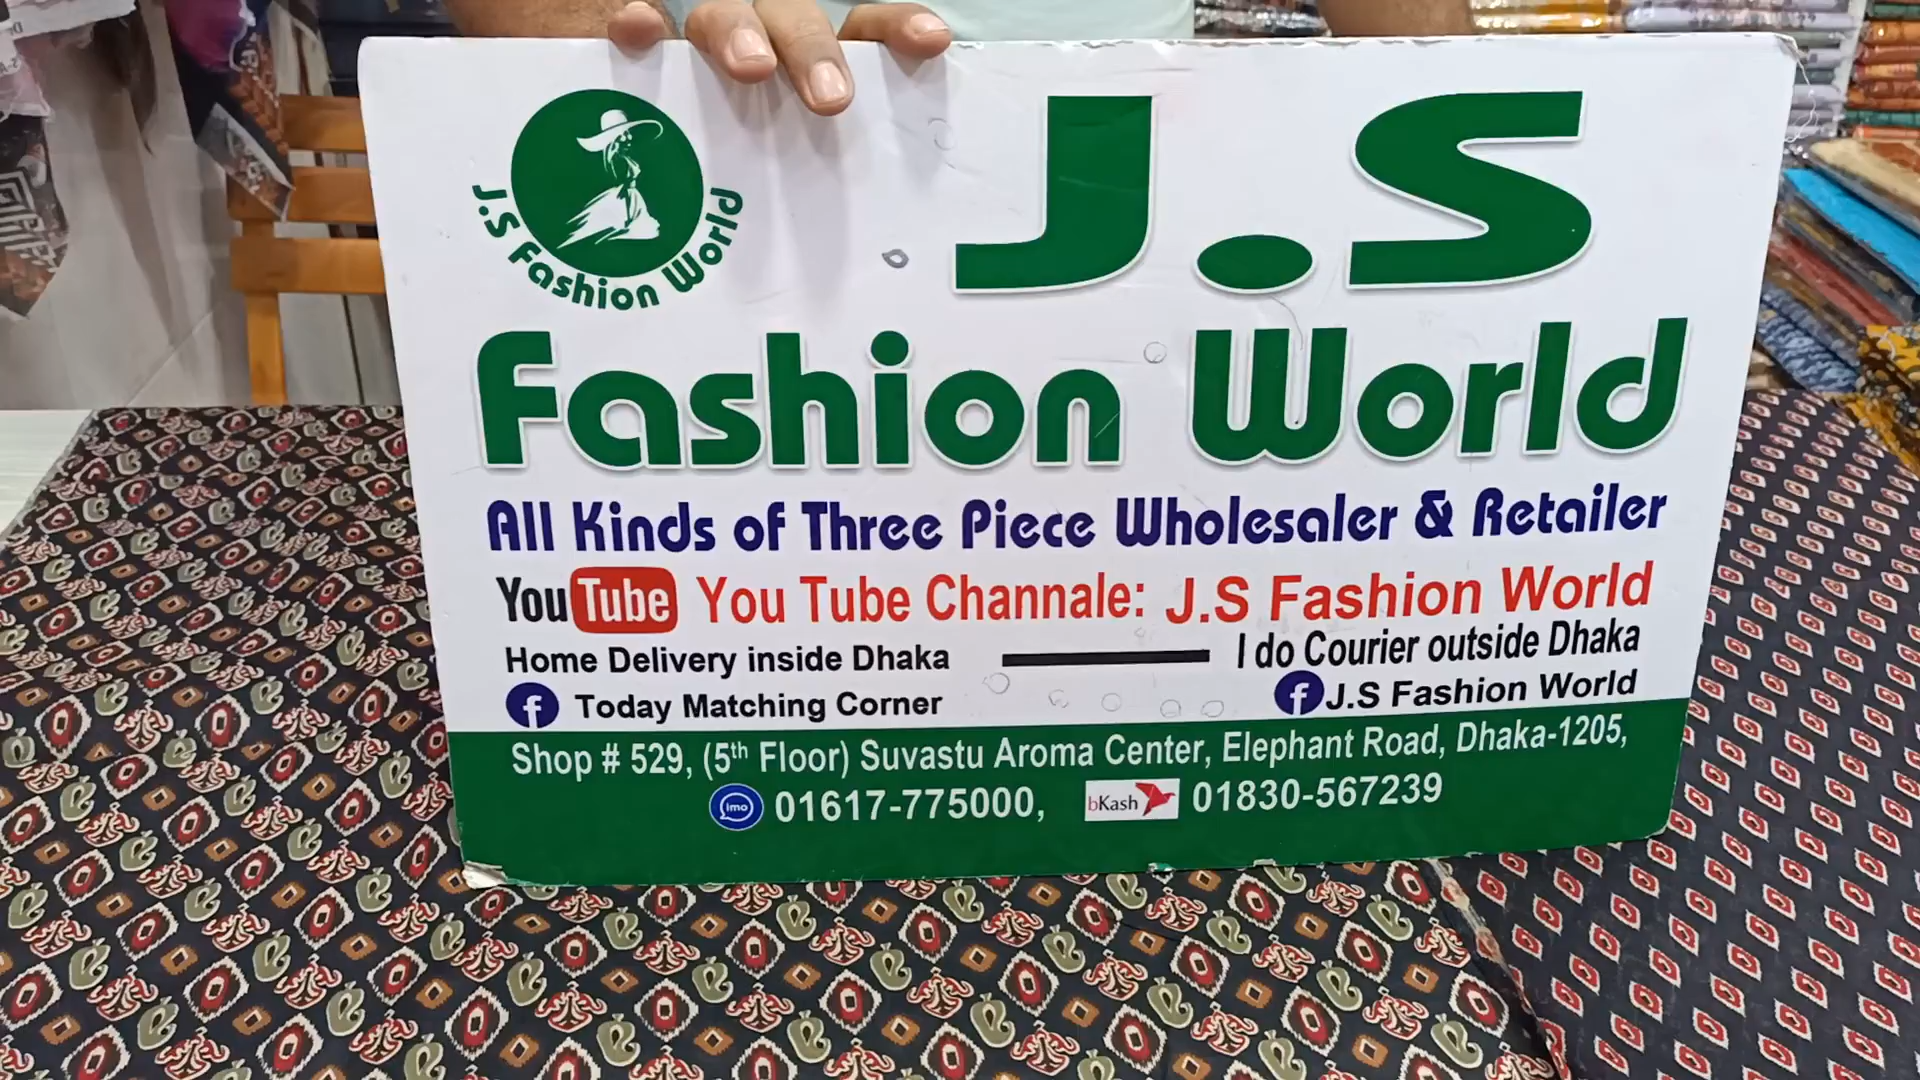 J.S Fashion World
J.S
Fashion World
All Kinds of Three Piece Wholesaler & Retailer
YouTube You Tube Channale: J.S Fashion World
Home Delivery inside Dhaka I do Courier outside Dhaka
f Today Matching Corner f J.S Fashion World
Shop # 529, (5th Floor) Suvastu Aroma Center, Elephant Road, Dhaka-1205,
imo 01617-775000, bKash 01830-567239